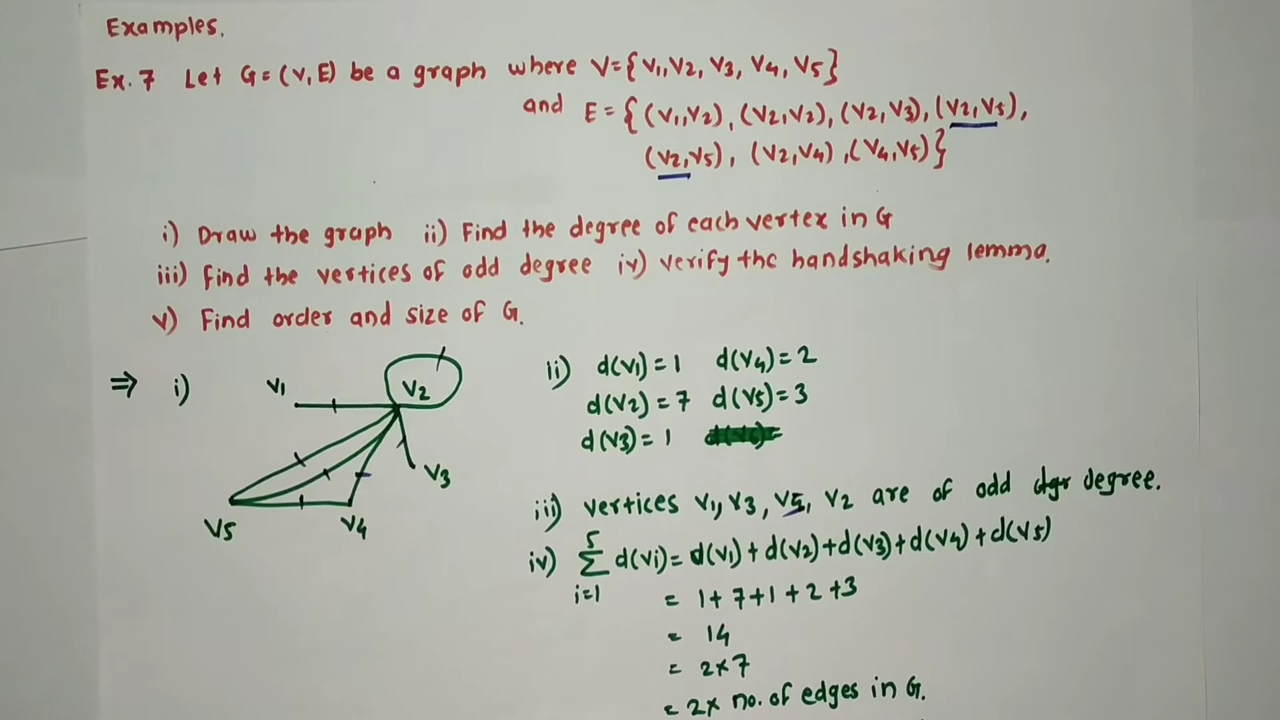 Examples.
Ex. 7 Let G = (V, E) be a graph where V = {V1, V2, V3, V4, V5}
and E = {(V1, V2), (V2, V2), (V2, V3), (V2, V5),
(V2, V5), (V2, V4), (V4, V5)}
i) Draw the graph ii) Find the degree of each vertex in G
iii) find the vertices of odd degree iv) verify the handshaking lemma.
v) Find order and size of G.
⇒ i)
V1
V2
V3
V5
V4
ii) d(V1) = 1 d(V4) = 2
d(V2) = 7 d(V5) = 3
d(V3) = 1
iii) vertices V1, V3, V5, V2 are of odd degree.
iv) 5 Σ i=1 d(Vi) = d(V1) + d(V2) + d(V3) + d(V4) + d(V5)
= 1 + 7 + 1 + 2 + 3
= 14
= 2×7
= 2× no. of edges in G.